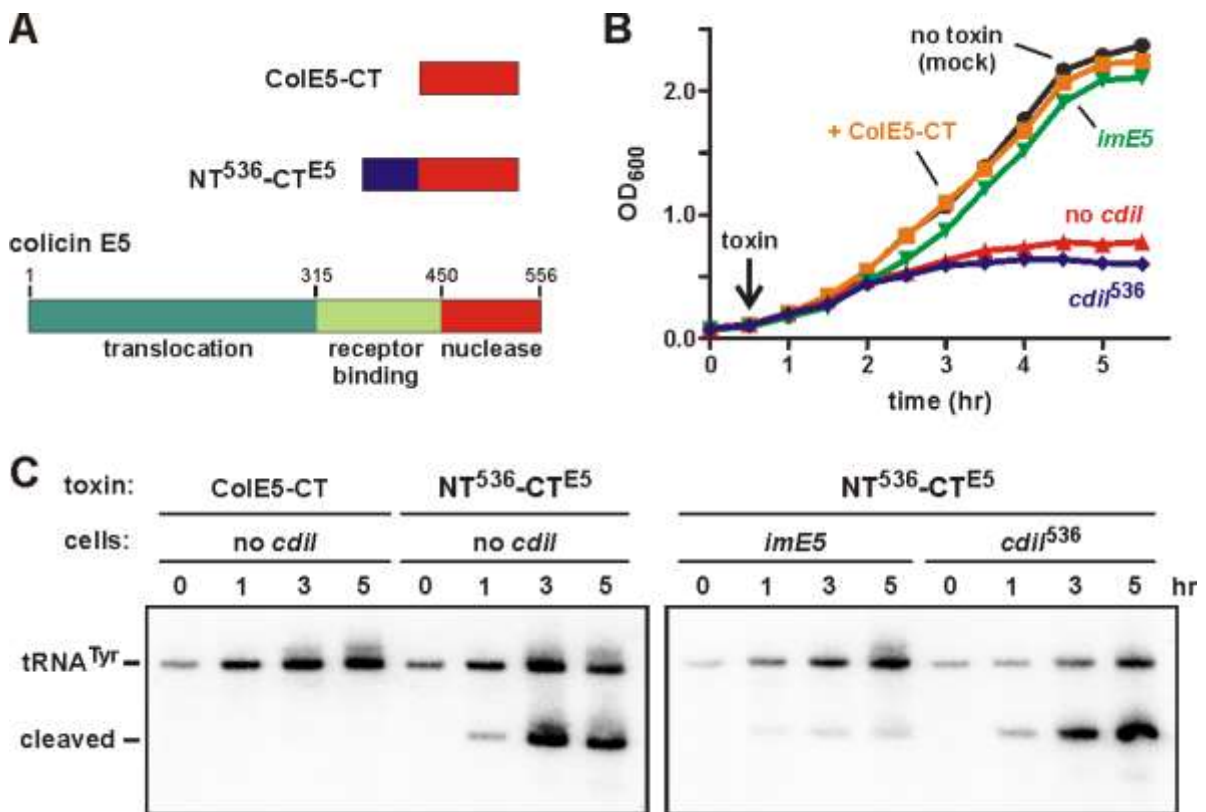 A
ColE5-CT
NT536-CTE5
colicin E5
1 315 450 556
translocation receptor binding nuclease
B
OD600
2.0
1.0
0.0
0 1 2 3 4 5
time (hr)
toxin
no toxin
(mock)
+ ColE5-CT
imE5
no cdiI
cdiI536
C
toxin: ColE5-CT NT536-CTE5 NT536-CTE5
cells: no cdiI no cdiI imE5 cdiI536
0 1 3 5 0 1 3 5 0 1 3 5 0 1 3 5 hr
tRNATyr
cleaved